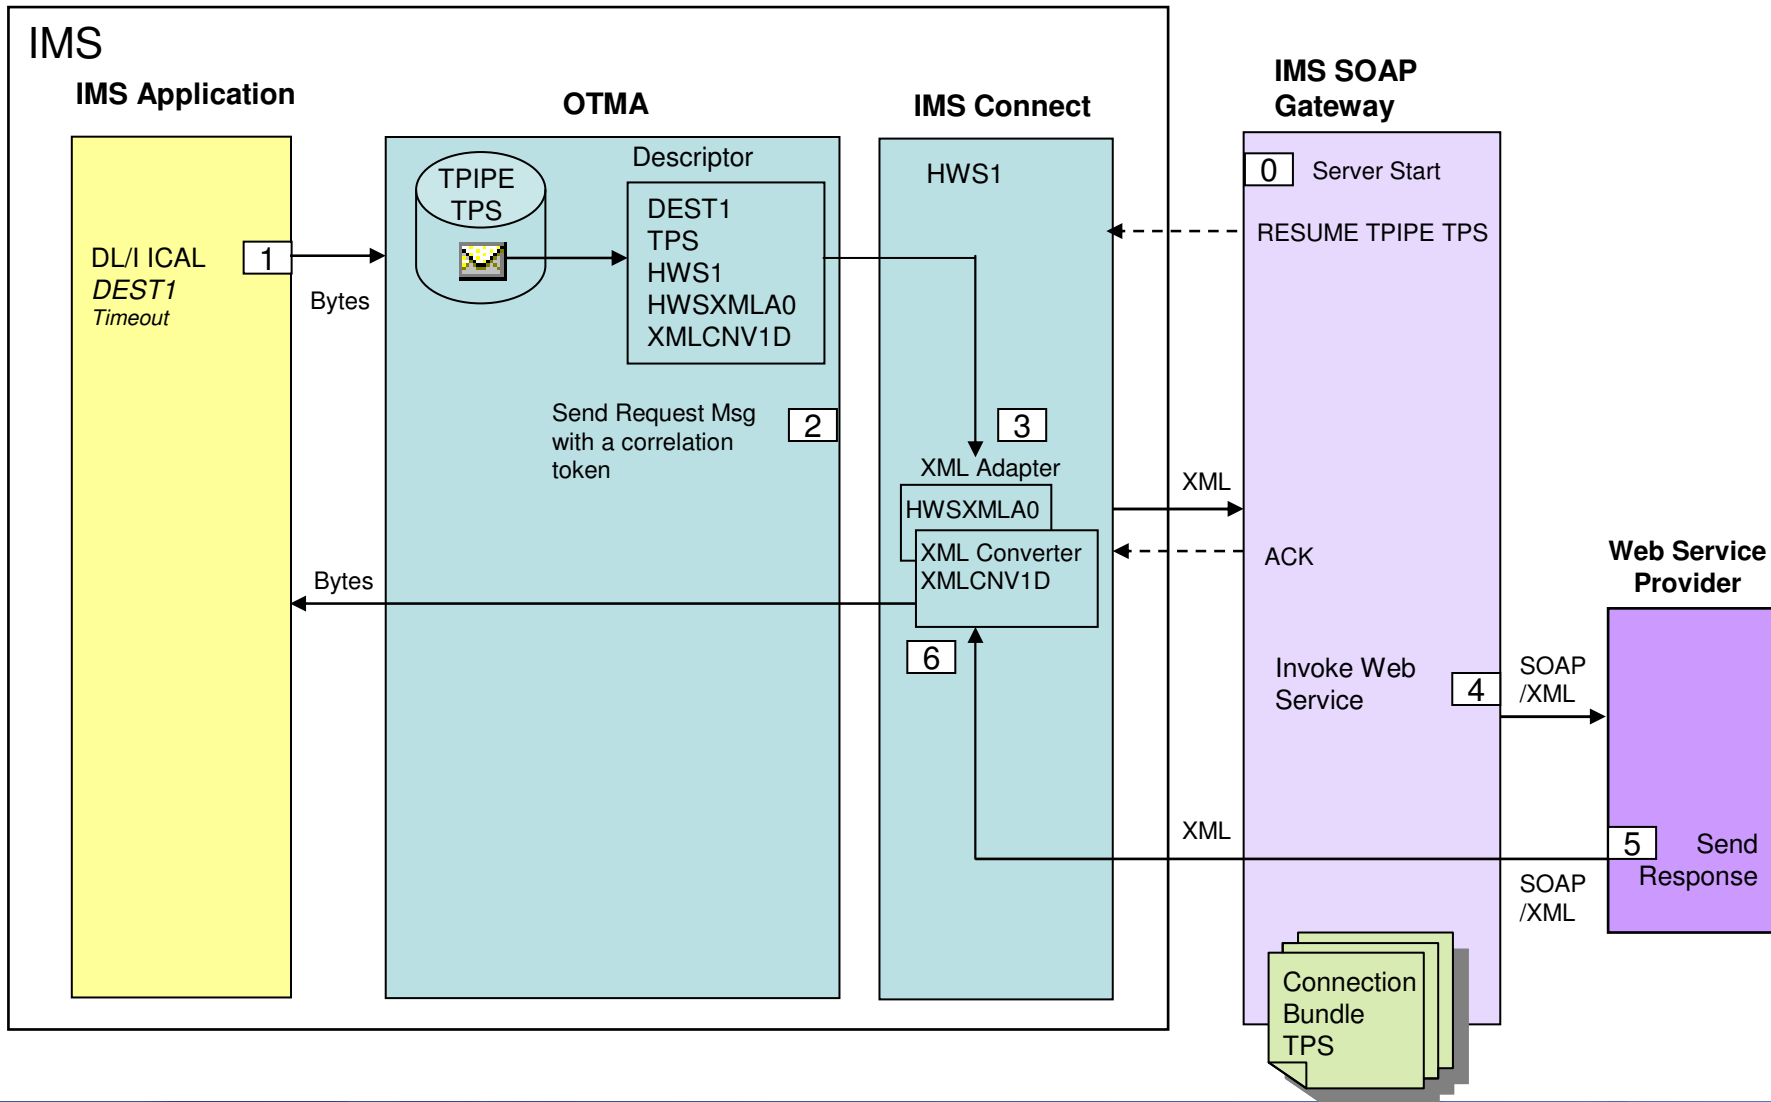 IMS
IMS Application
OTMA
IMS Connect
IMS SOAP
Gateway
DL/I ICAL
DEST1
Timeout
1
Bytes
TPIPE
TPS
Descriptor
DEST1
TPS
HWS1
HWSXMLA0
XMLCNV1D
Send Request Msg
with a correlation
token
2
HWS1
3
XML Adapter
HWSXMLA0
XML Converter
XMLCNV1D
Bytes
6
0
Server Start
RESUME TPIPE TPS
XML
ACK
Invoke Web
Service
4
SOAP
/XML
Web Service
Provider
5
Send
Response
XML
SOAP
/XML
Connection
Bundle
TPS